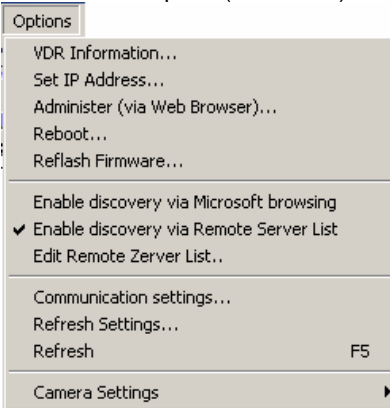 Options
VDR Information...
Set IP Address...
Administer (via Web Browser)...
Reboot...
Reflash Firmware...
Enable discovery via Microsoft browsing
Enable discovery via Remote Server List
Edit Remote Zerver List..
Communication settings...
Refresh Settings...
Refresh F5
Camera Settings